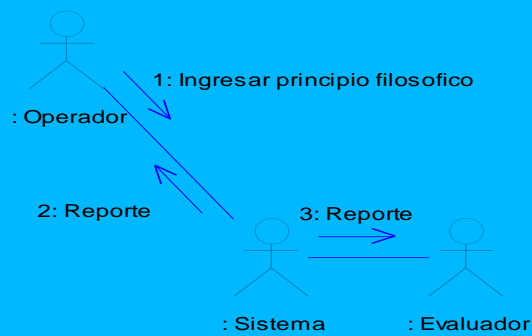 1: Ingresar principio filosofico
: Operador
2: Reporte
3: Reporte
: Sistema
: Evaluador